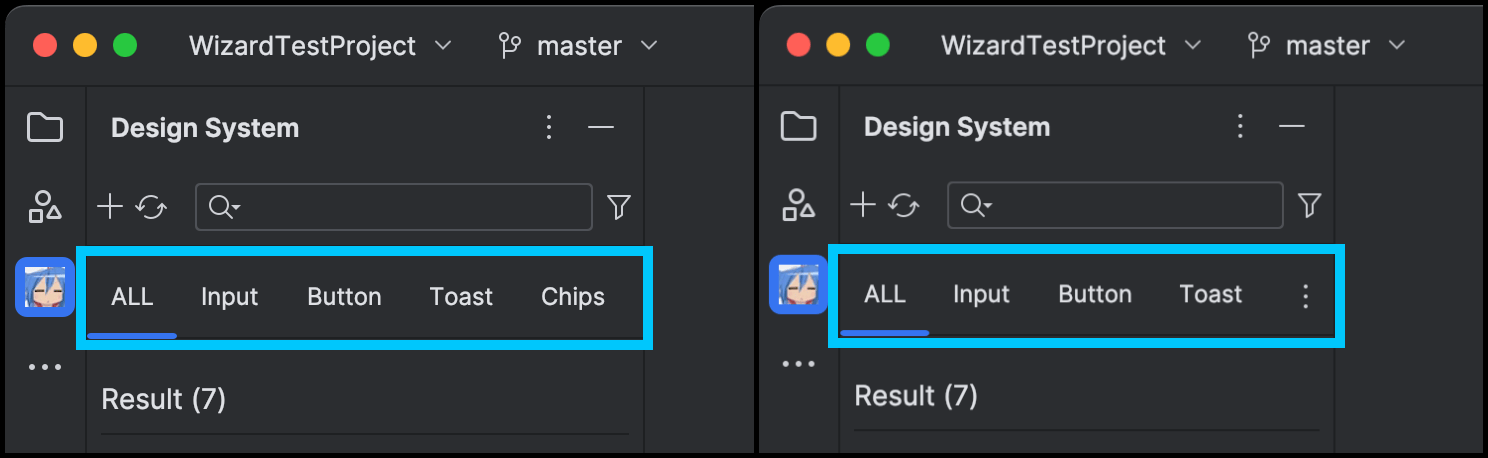 WizardTestProject master
Design System
ALL Input Button Toast Chips
Result (7)
WizardTestProject master
Design System
ALL Input Button Toast
Result (7)